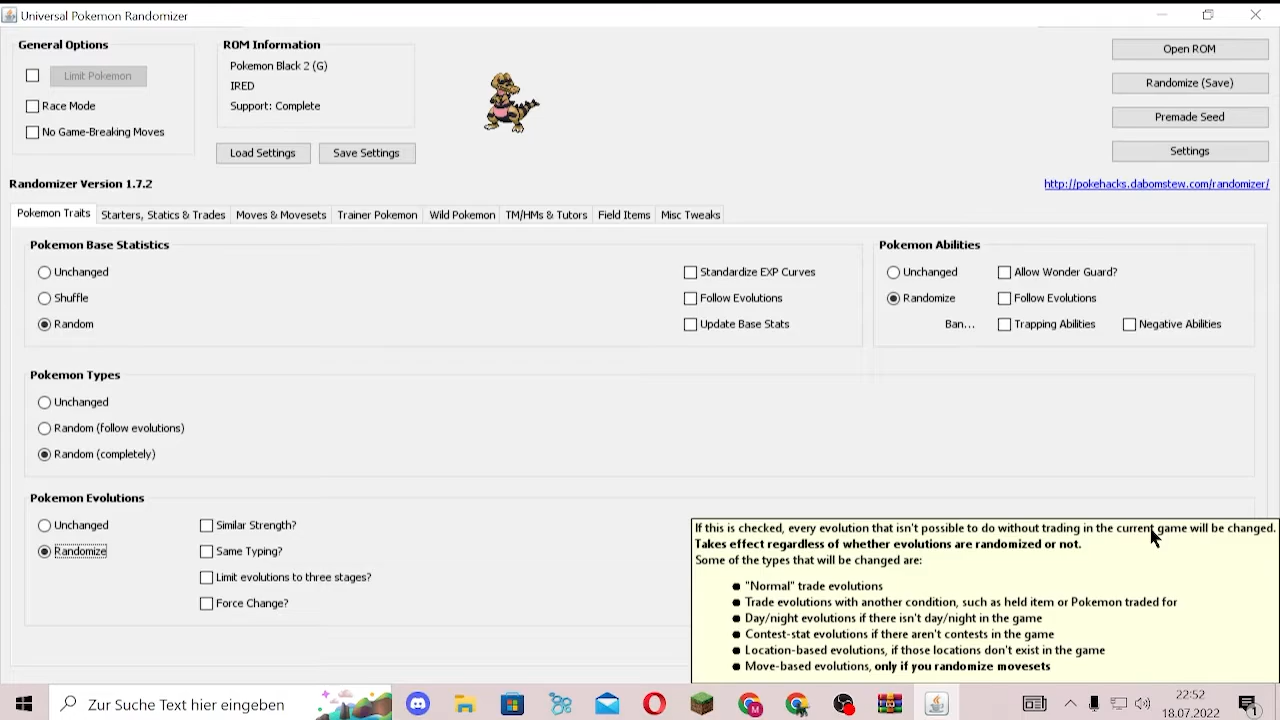 Universal Pokemon Randomizer
General Options
Limit Pokemon
Race Mode
No Game-Breaking Moves
ROM Information
Pokemon Black 2 (G)
IRED
Support: Complete
Load Settings
Save Settings
Open ROM
Randomize (Save)
Premade Seed
Settings
Randomizer Version 1.7.2
http://pokehacks.dabomstew.com/randomizer/
Pokemon Traits
Starters, Statics & Trades
Moves & Movesets
Trainer Pokemon
Wild Pokemon
TM/HMs & Tutors
Field Items
Misc Tweaks
Pokemon Base Statistics
Unchanged
Shuffle
Random
Standardize EXP Curves
Follow Evolutions
Update Base Stats
Pokemon Abilities
Unchanged
Allow Wonder Guard?
Randomize
Follow Evolutions
Ban...
Trapping Abilities
Negative Abilities
Pokemon Types
Unchanged
Random (follow evolutions)
Random (completely)
Pokemon Evolutions
Unchanged
Randomize
Similar Strength?
Same Typing?
Limit evolutions to three stages?
Force Change?
If this is checked, every evolution that isn't possible to do without trading in the current game will be changed.
Takes effect regardless of whether evolutions are randomized or not.
Some of the types that will be changed are:
"Normal" trade evolutions
Trade evolutions with another condition, such as held item or Pokemon traded for
Day/night evolutions if there isn't day/night in the game
Contest-stat evolutions if there aren't contests in the game
Location-based evolutions, if those locations don't exist in the game
Move-based evolutions, only if you randomize movesets
Zur Suche Text hier eingeben
M
22:52
18.07.2022
1